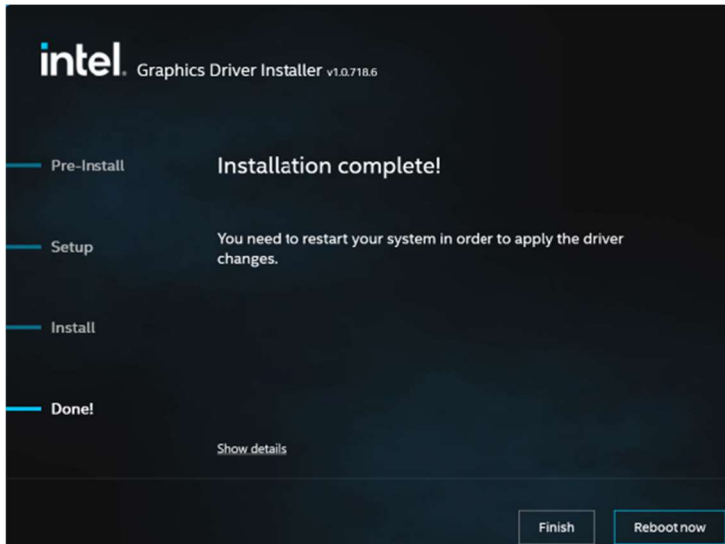 intel. Graphics Driver Installer v1.0.718.6
Pre-Install
Installation complete!
Setup
You need to restart your system in order to apply the driver
changes.
Install
Done!
Show details
Finish
Reboot now